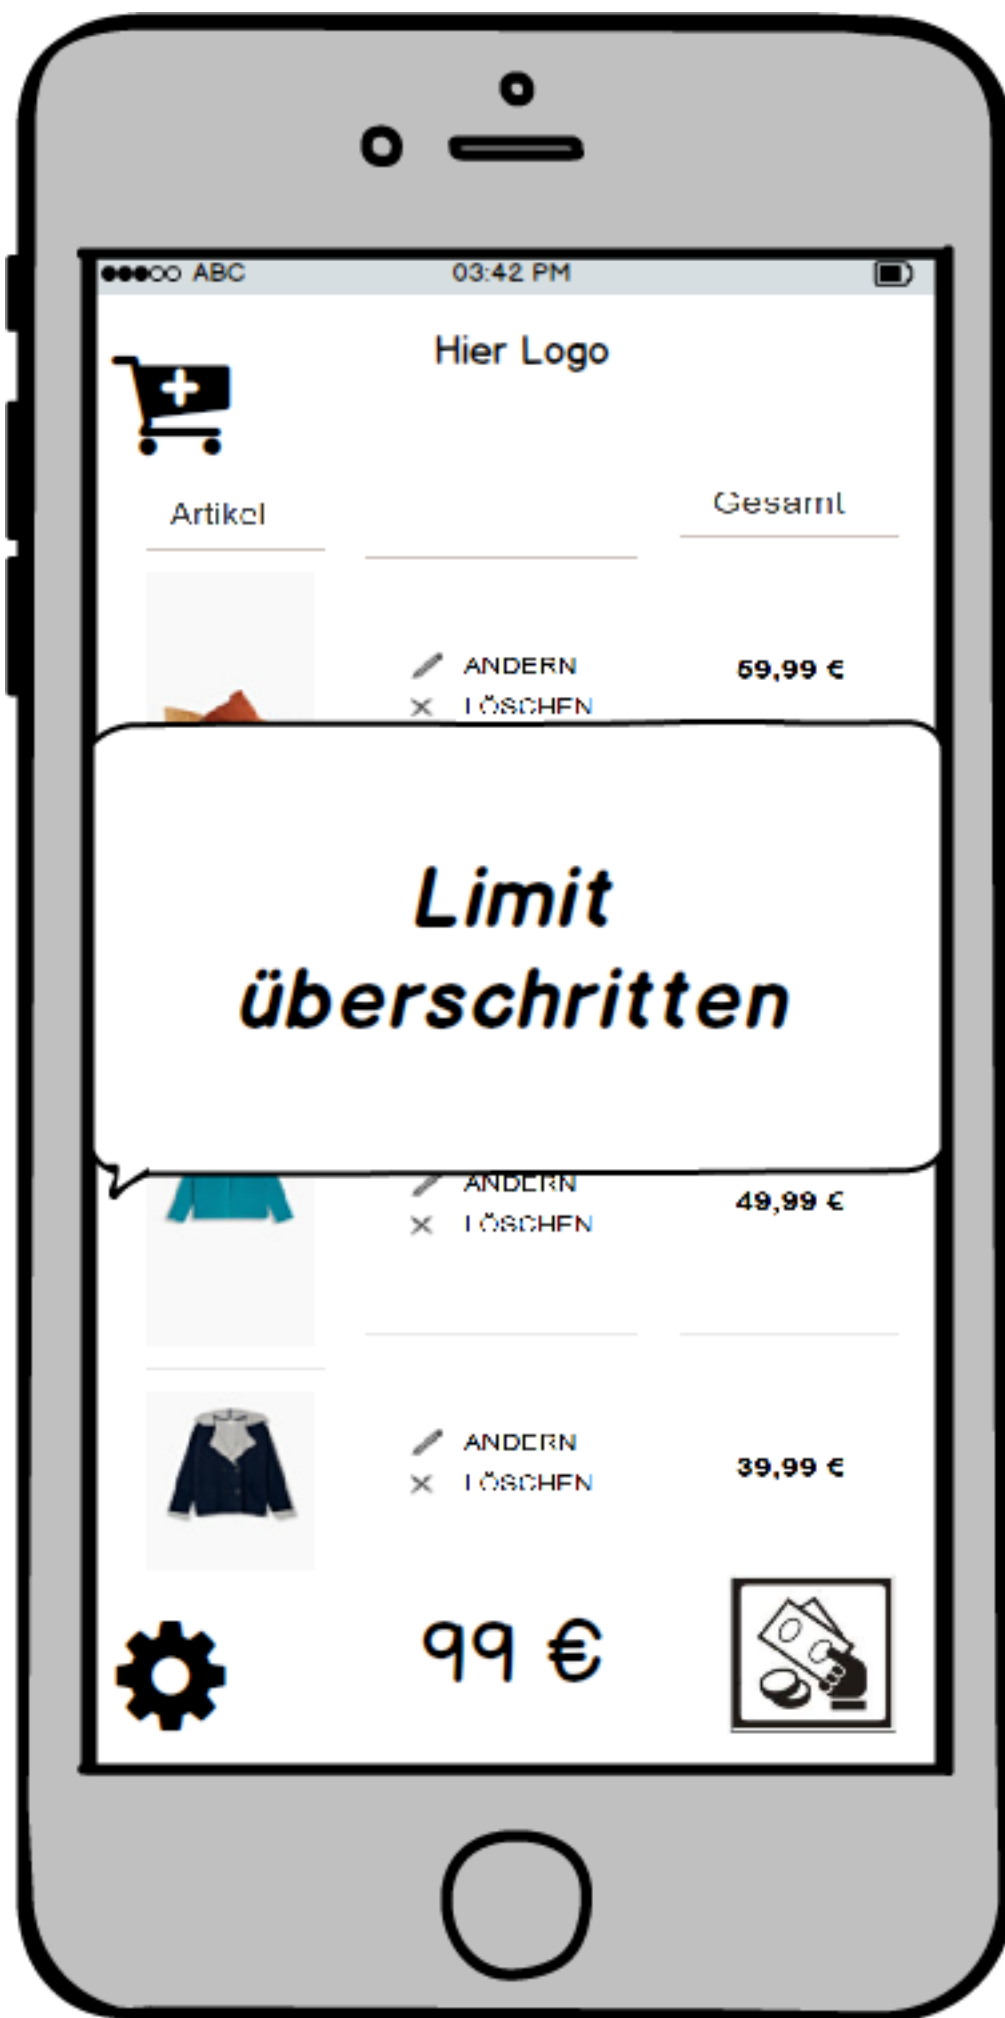 ABC 03:42 PM
Hier Logo
Artikel Gesamt
ANDERN 59,99 €
LÖSCHEN
Limit
überschritten
ANDERN 49,99 €
LÖSCHEN
ANDERN 39,99 €
LÖSCHEN
99 €